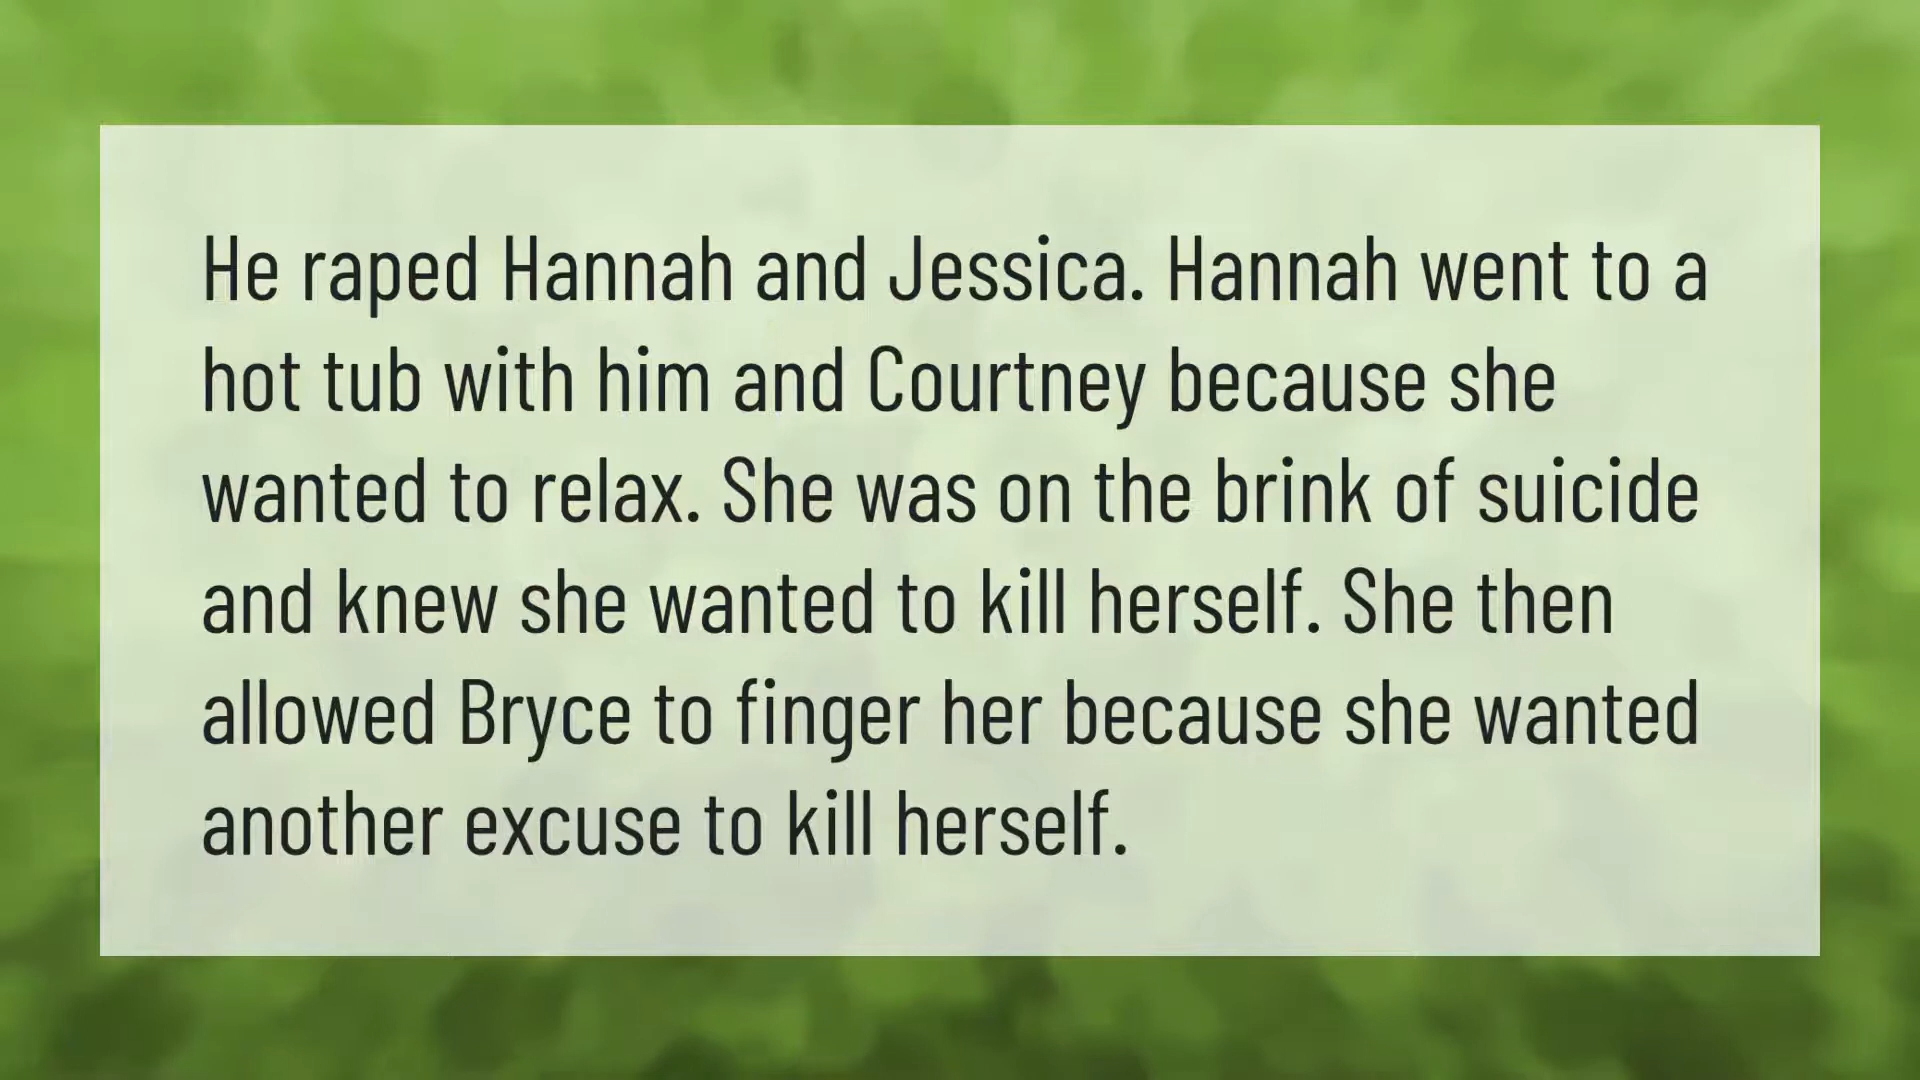 He raped Hannah and Jessica. Hannah went to a
hot tub with him and Courtney because she
wanted to relax. She was on the brink of suicide
and knew she wanted to kill herself. She then
allowed Bryce to finger her because she wanted
another excuse to kill herself.